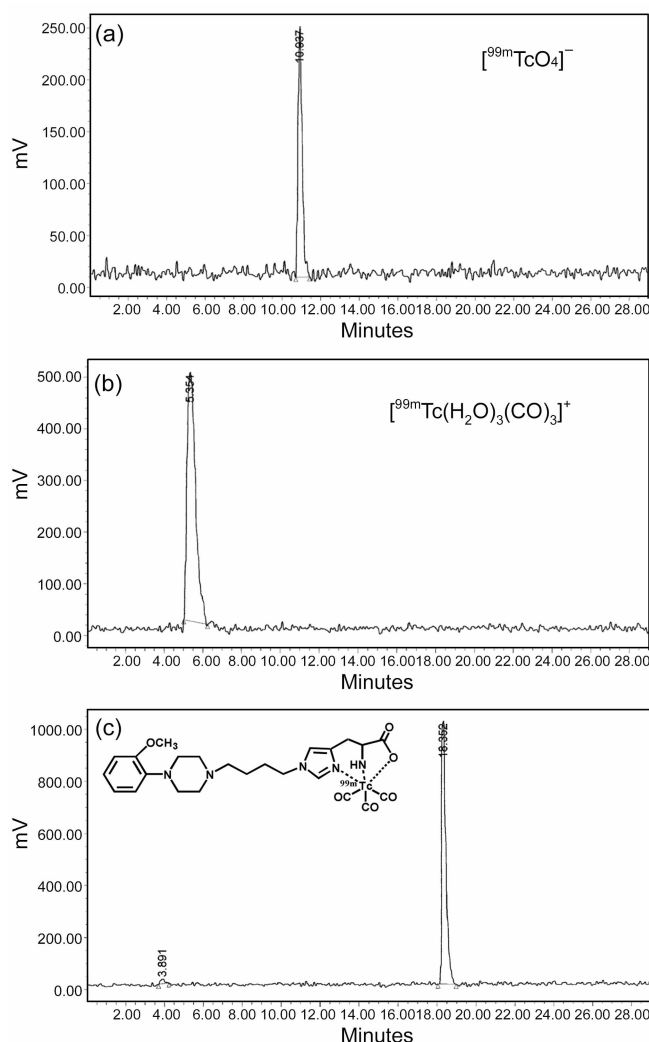 (a)
[⁹⁹ᵐTcO₄]⁻
10.937
mV
250.00
200.00
150.00
100.00
50.00
0.00
2.00 4.00 6.00 8.00 10.00 12.00 14.00 16.00 18.00 20.00 22.00 24.00 26.00 28.00
Minutes
(b)
[⁹⁹ᵐTc(H₂O)₃(CO)₃]⁺
5.354
mV
500.00
400.00
300.00
200.00
100.00
0.00
2.00 4.00 6.00 8.00 10.00 12.00 14.00 16.00 18.00 20.00 22.00 24.00 26.00 28.00
Minutes
(c)
OCH₃
N
N
N
N
HN
O
O
⁹⁹ᵐTc
OC
CO
CO
3.891
18.352
mV
1000.00
800.00
600.00
400.00
200.00
0.00
2.00 4.00 6.00 8.00 10.00 12.00 14.00 16.00 18.00 20.00 22.00 24.00 26.00 28.00
Minutes